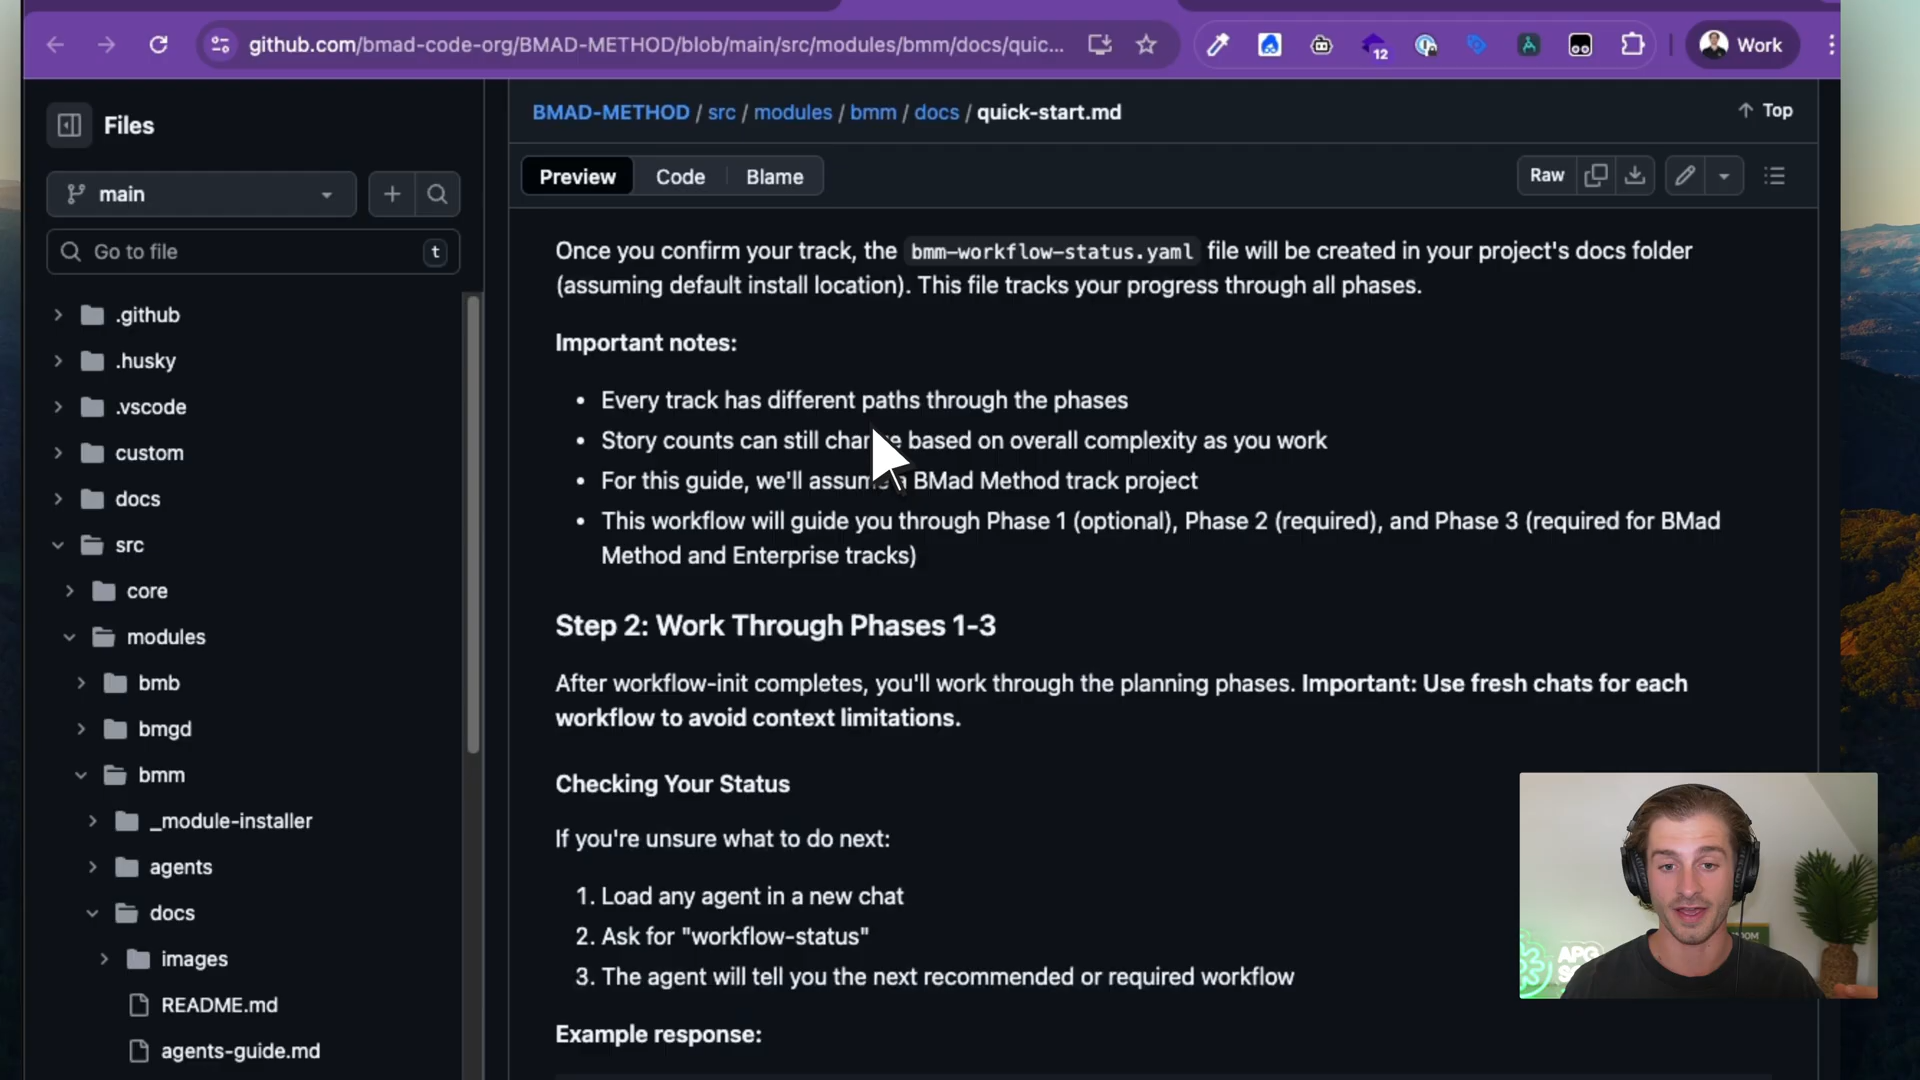 github.com/bmad-code-org/BMAD-METHOD/blob/main/src/modules/bmm/docs/quic...
12
Work
Files
BMAD-METHOD / src / modules / bmm / docs / quick-start.md
Top
main
Preview
Code
Blame
Raw
Go to file
t
.github
.husky
.vscode
custom
docs
src
core
modules
bmb
bmgd
bmm
_module-installer
agents
docs
images
README.md
agents-guide.md
Once you confirm your track, the bmm-workflow-status.yaml file will be created in your project's docs folder
(assuming default install location). This file tracks your progress through all phases.
Important notes:
• Every track has different paths through the phases
• Story counts can still change based on overall complexity as you work
• For this guide, we'll assume a BMad Method track project
• This workflow will guide you through Phase 1 (optional), Phase 2 (required), and Phase 3 (required for BMad
Method and Enterprise tracks)
Step 2: Work Through Phases 1-3
After workflow-init completes, you'll work through the planning phases. Important: Use fresh chats for each
workflow to avoid context limitations.
Checking Your Status
If you're unsure what to do next:
1. Load any agent in a new chat
2. Ask for "workflow-status"
3. The agent will tell you the next recommended or required workflow
Example response: